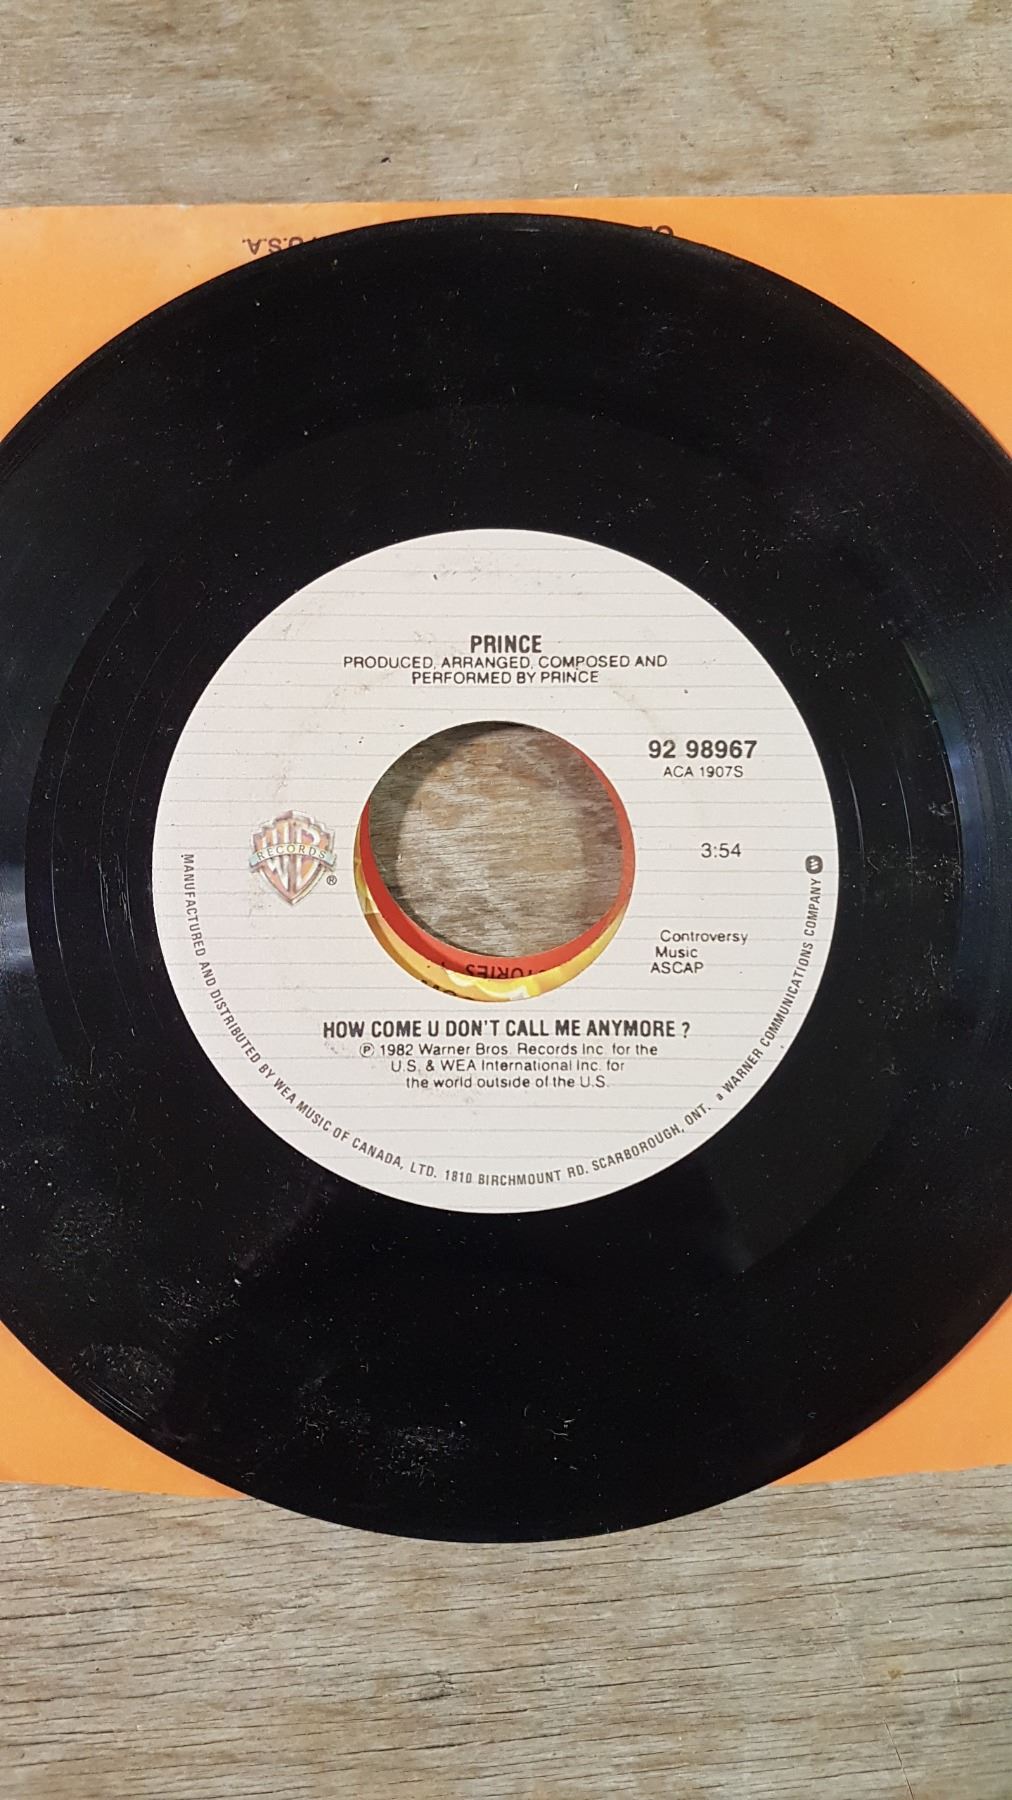 U.S.A.
PRINCE
PRODUCED, ARRANGED, COMPOSED AND
PERFORMED BY PRINCE
92 98967
ACA 1907S
RECORDS
®
3:54
Controversy
Music
ASCAP
HOW COME U DON'T CALL ME ANYMORE ?
Ⓟ 1982 Warner Bros. Records Inc. for the
U.S. & WEA International Inc. for
the world outside of the U.S.
MANUFACTURED AND DISTRIBUTED BY WEA MUSIC OF CANADA, LTD. 1810 BIRCHMOUNT RD. SCARBOROUGH, ONT. a WARNER COMMUNICATIONS COMPANY